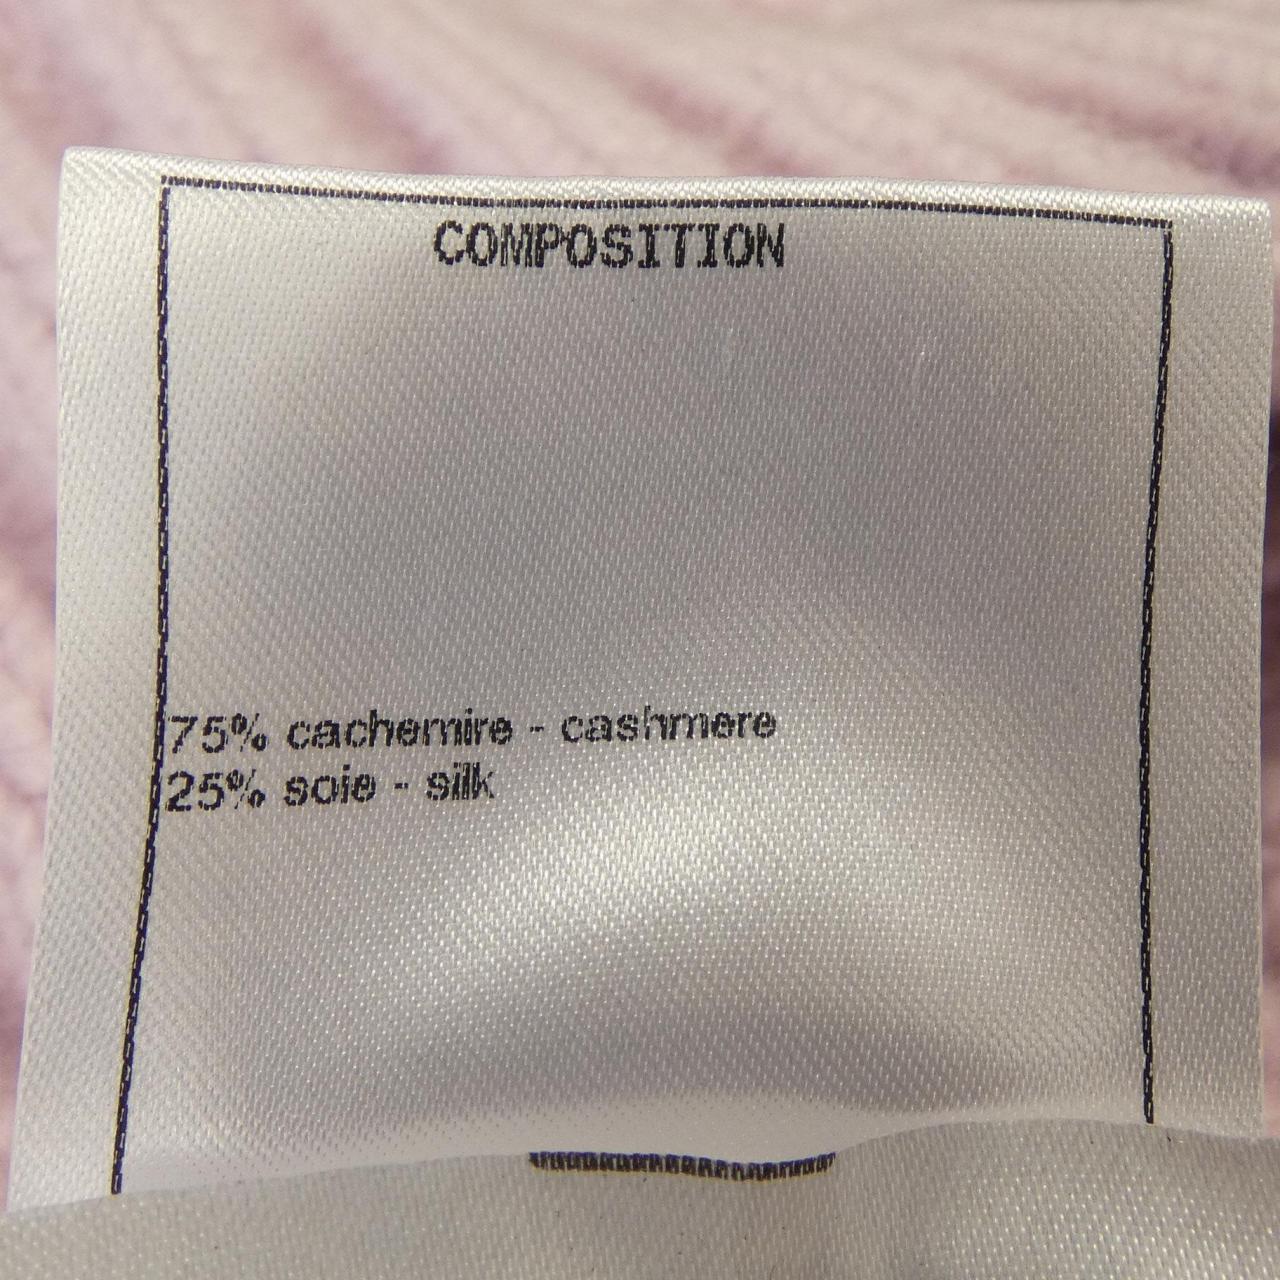 COMPOSITION
75% cachemire - cashmere
25% soie - silk